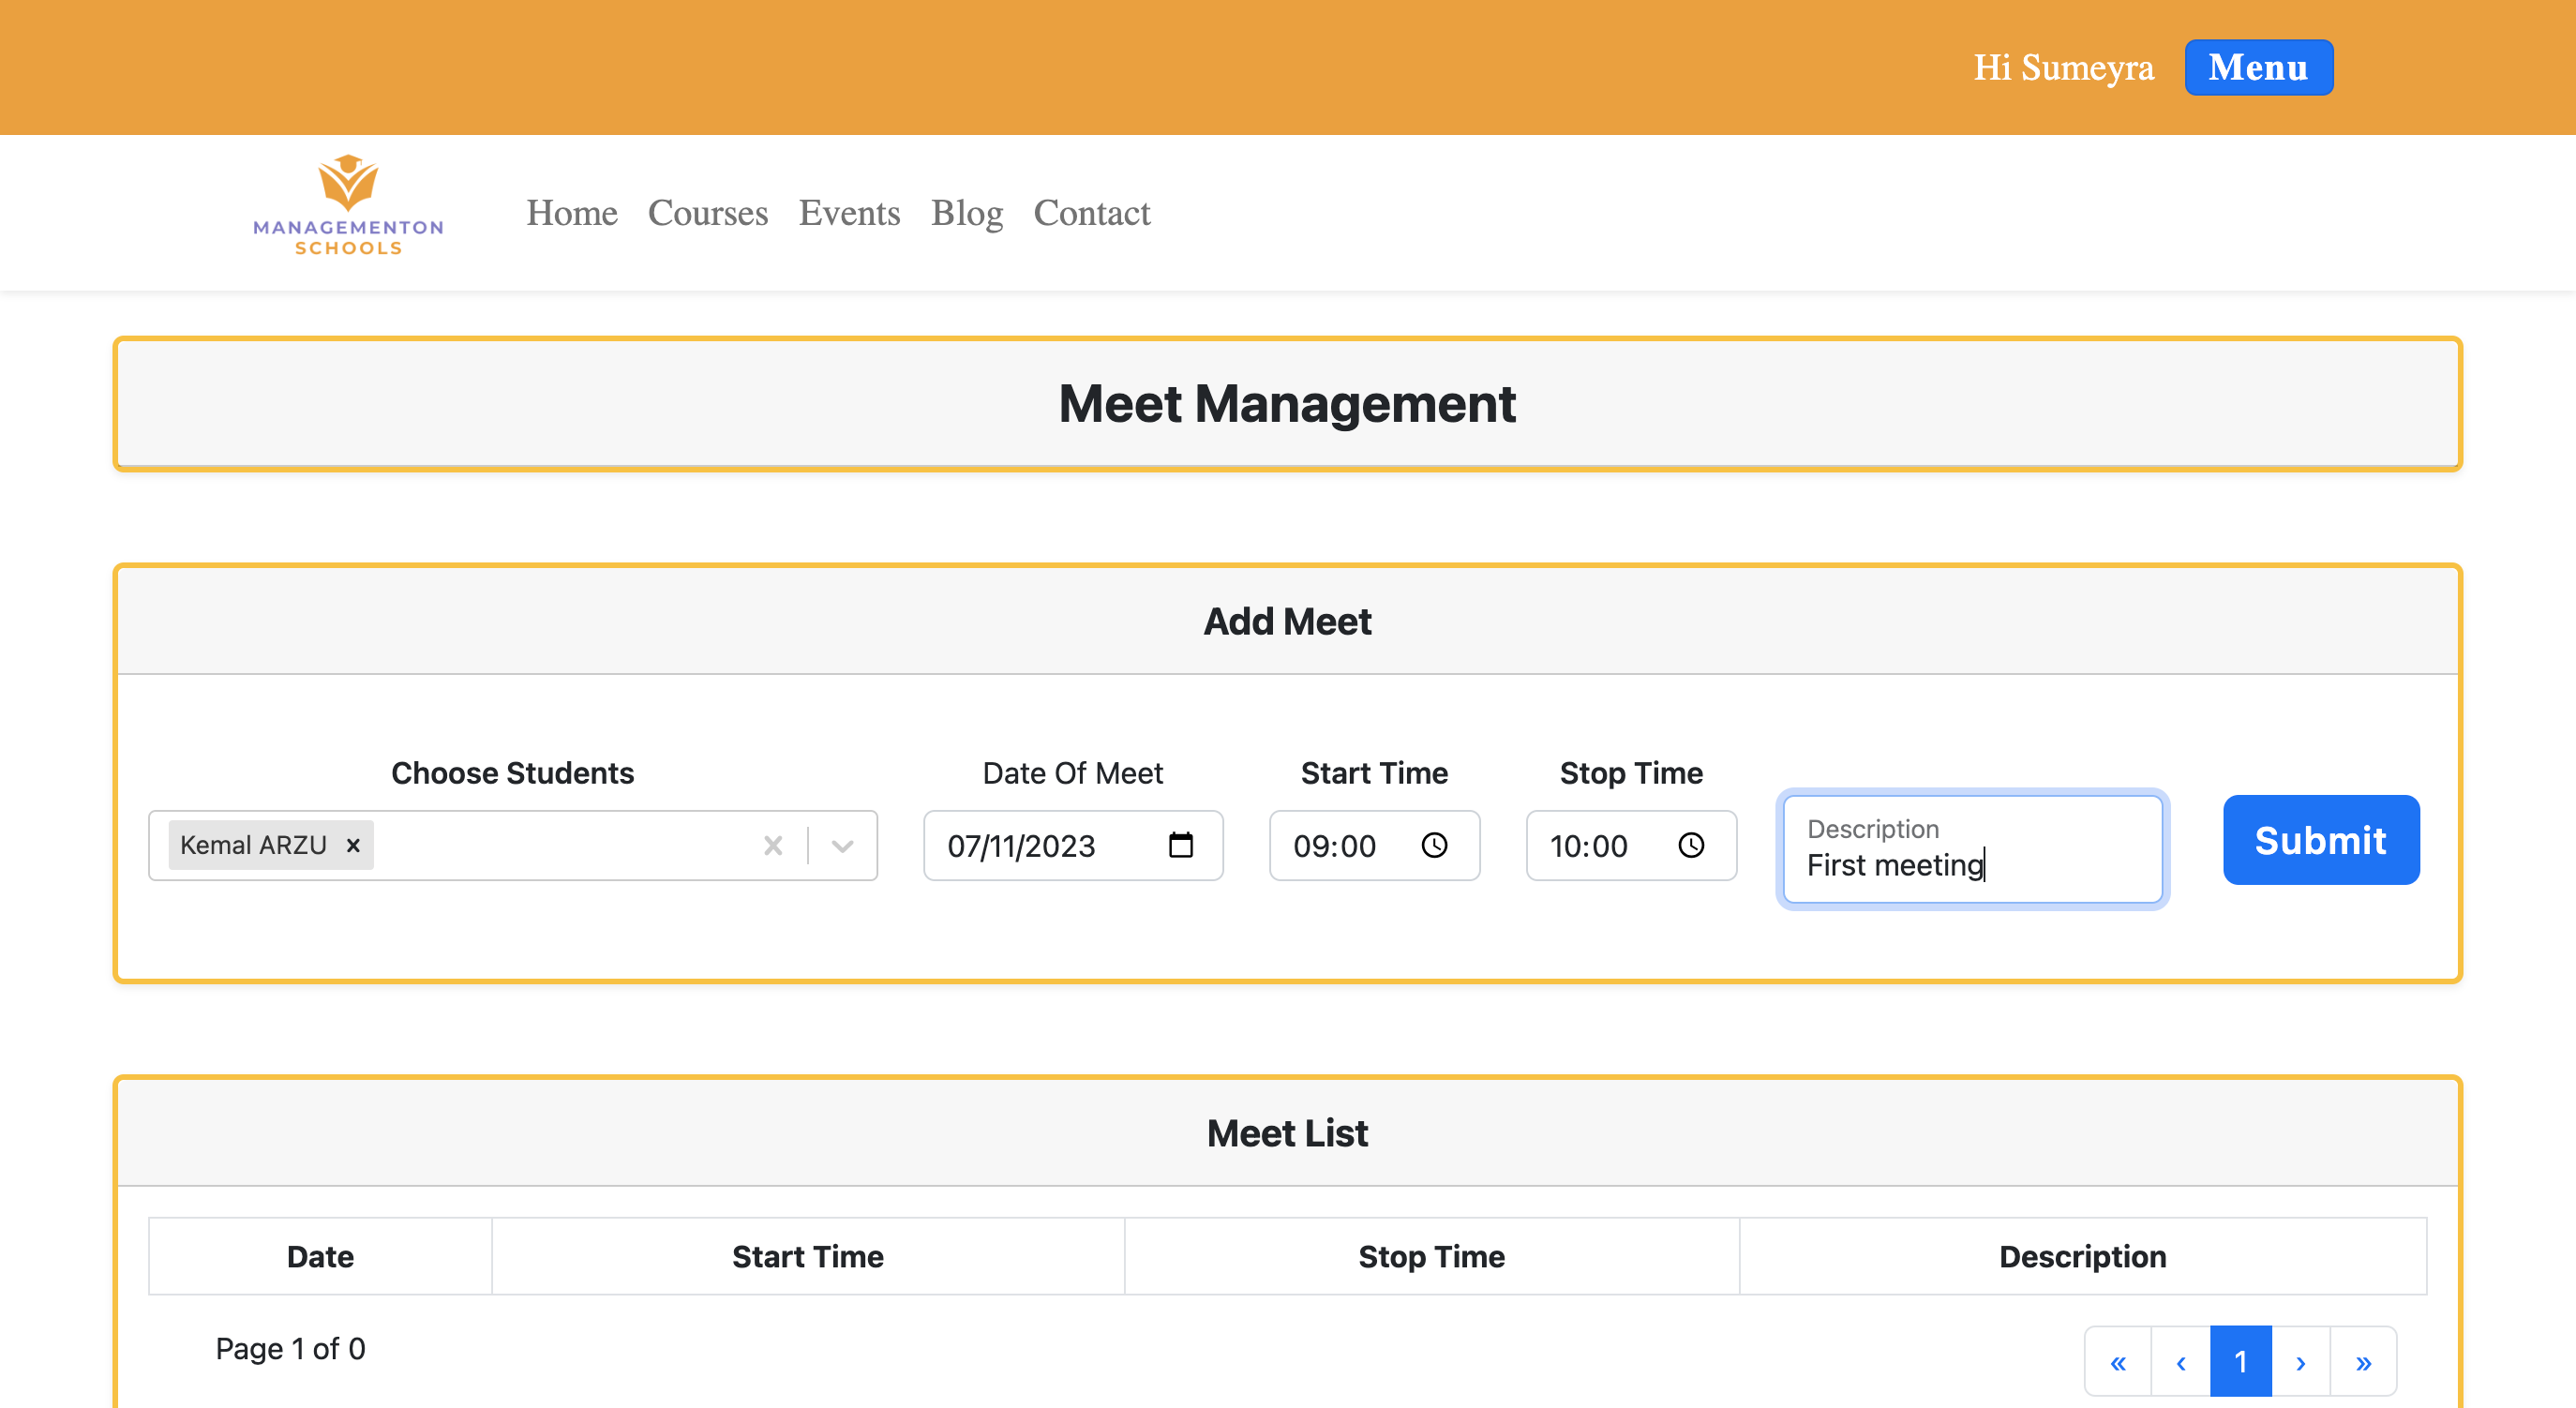 Hi Sumeyra Menu
MANAGEMENTON
SCHOOLS
Home Courses Events Blog Contact
Meet Management
Add Meet
Choose Students Date Of Meet Start Time Stop Time
Kemal ARZU × 07/11/2023 09:00 10:00
Description
First meeting
Submit
Meet List
Date Start Time Stop Time Description
Page 1 of 0
« ‹ 1 › »